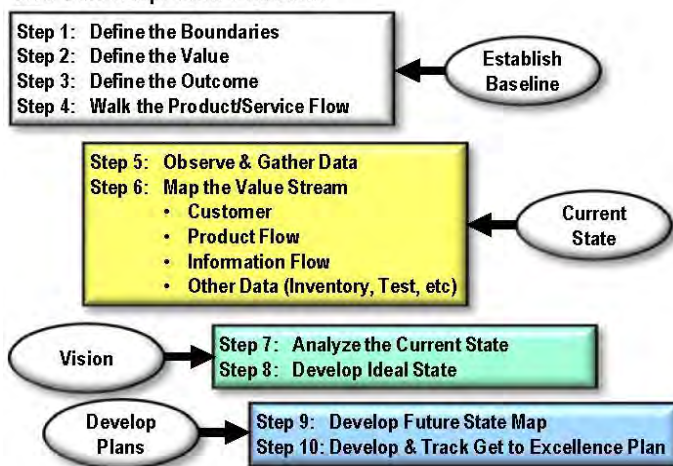 Step 1: Define the Boundaries
Step 2: Define the Value
Step 3: Define the Outcome
Step 4: Walk the Product/Service Flow
Establish
Baseline
Step 5: Observe & Gather Data
Step 6: Map the Value Stream
• Customer
• Product Flow
• Information Flow
• Other Data (Inventory, Test, etc)
Current
State
Vision
Step 7: Analyze the Current State
Step 8: Develop Ideal State
Develop
Plans
Step 9: Develop Future State Map
Step 10: Develop & Track Get to Excellence Plan